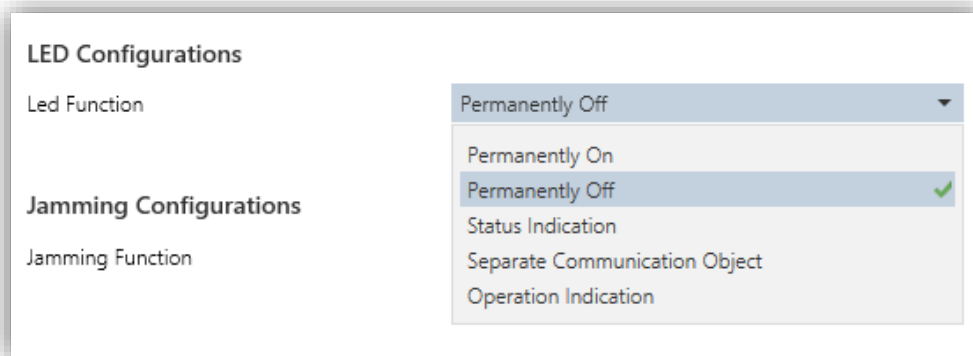 LED Configurations
Led Function
Permanently Off
Permanently On
Permanently Off
Status Indication
Separate Communication Object
Operation Indication
Jamming Configurations
Jamming Function